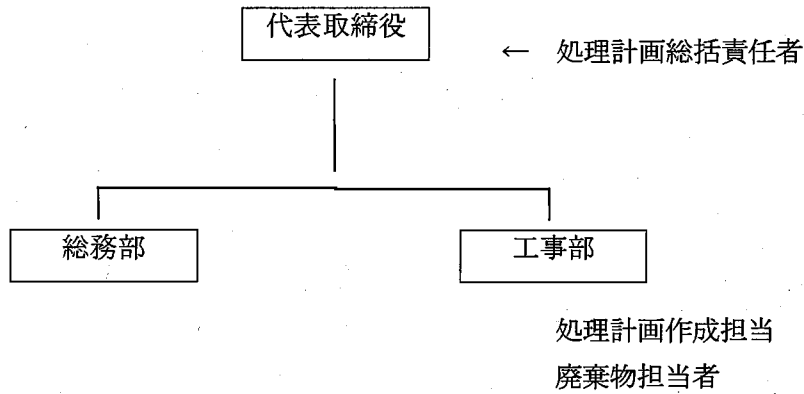 代表取締役
← 処理計画総括責任者
総務部
工事部
処理計画作成担当
廃棄物担当者